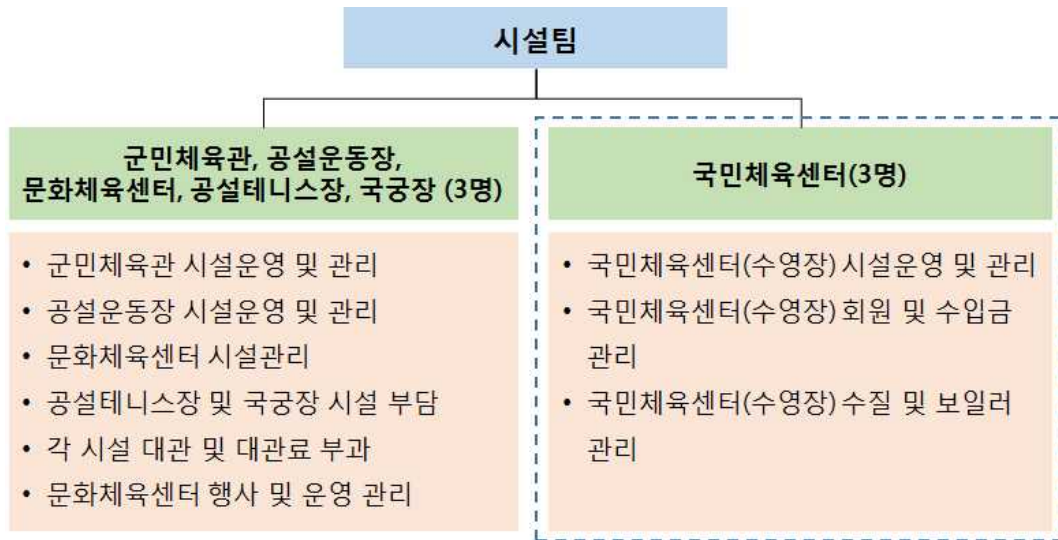 시설팀
군민체육관, 공설운동장,
문화체육센터, 공설테니스장, 국궁장 (3명)
• 군민체육관 시설운영 및 관리
• 공설운동장 시설운영 및 관리
• 문화체육센터 시설관리
• 공설테니스장 및 국궁장 시설 부담
• 각 시설 대관 및 대관료 부과
• 문화체육센터 행사 및 운영 관리
국민체육센터(3명)
• 국민체육센터(수영장) 시설운영 및 관리
• 국민체육센터(수영장) 회원 및 수입금
관리
• 국민체육센터(수영장) 수질 및 보일러
관리